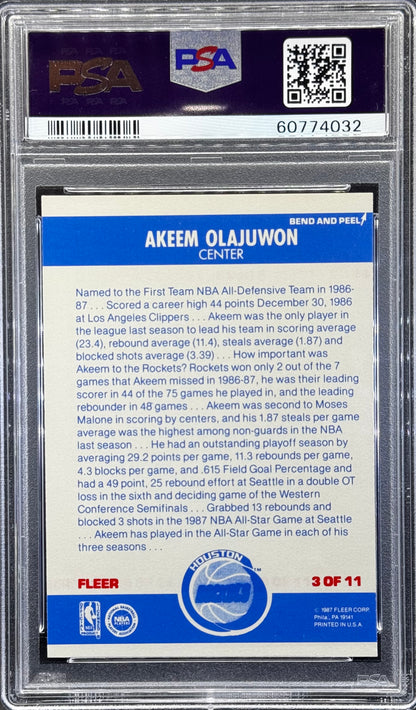 PSA
PSA
60774032
BEND AND PEEL
AKEEM OLAJUWON
CENTER
Named to the First Team NBA All-Defensive Team in 1986-
87 . . . Scored a career high 44 points December 30, 1986
at Los Angeles Clippers . . . Akeem was the only player in
the league last season to lead his team in scoring average
(23.4), rebound average (11.4), steals average (1.87) and
blocked shots average (3.39) . . . How important was
Akeem to the Rockets? Rockets won only 2 out of the 7
games that Akeem missed in 1986-87, he was their leading
scorer in 44 of the 75 games he played in, and the leading
rebounder in 48 games . . . Akeem was second to Moses
Malone in scoring by centers, and his 1.87 steals per game
average was the highest among non-guards in the NBA
last season . . . He had an outstanding playoff season by
averaging 29.2 points per game, 11.3 rebounds per game,
4.3 blocks per game, and .615 Field Goal Percentage and
had a 49 point, 25 rebound effort at Seattle in a double OT
loss in the sixth and deciding game of the Western
Conference Semifinals . . . Grabbed 13 rebounds and
blocked 3 shots in the 1987 NBA All-Star Game at Seattle
. . . Akeem has played in the All-Star Game in each of his
three seasons . . .
HOUSTON
FLEER
3 OF 11
NBA
NBA
PLAYERS
© 1987 FLEER CORP.
Phila., PA 19141
PRINTED IN U.S.A.